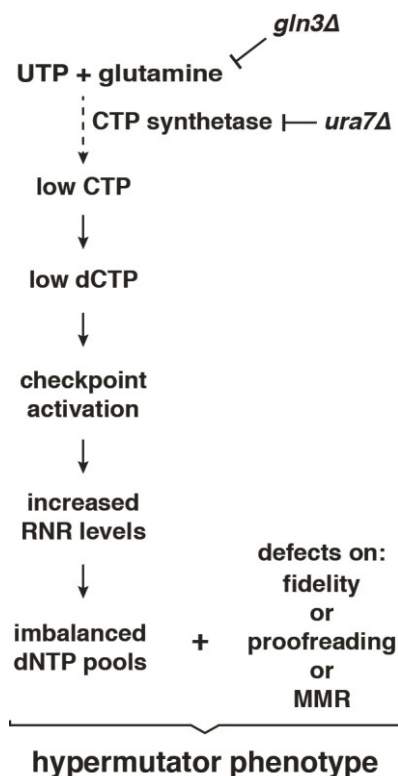 gln3Δ
UTP + glutamine
CTP synthetase
ura7Δ
low CTP
low dCTP
checkpoint
activation
increased
RNR levels
defects on:
fidelity
or
imbalanced
dNTP pools
+
proofreading
or
MMR
hypermutator phenotype